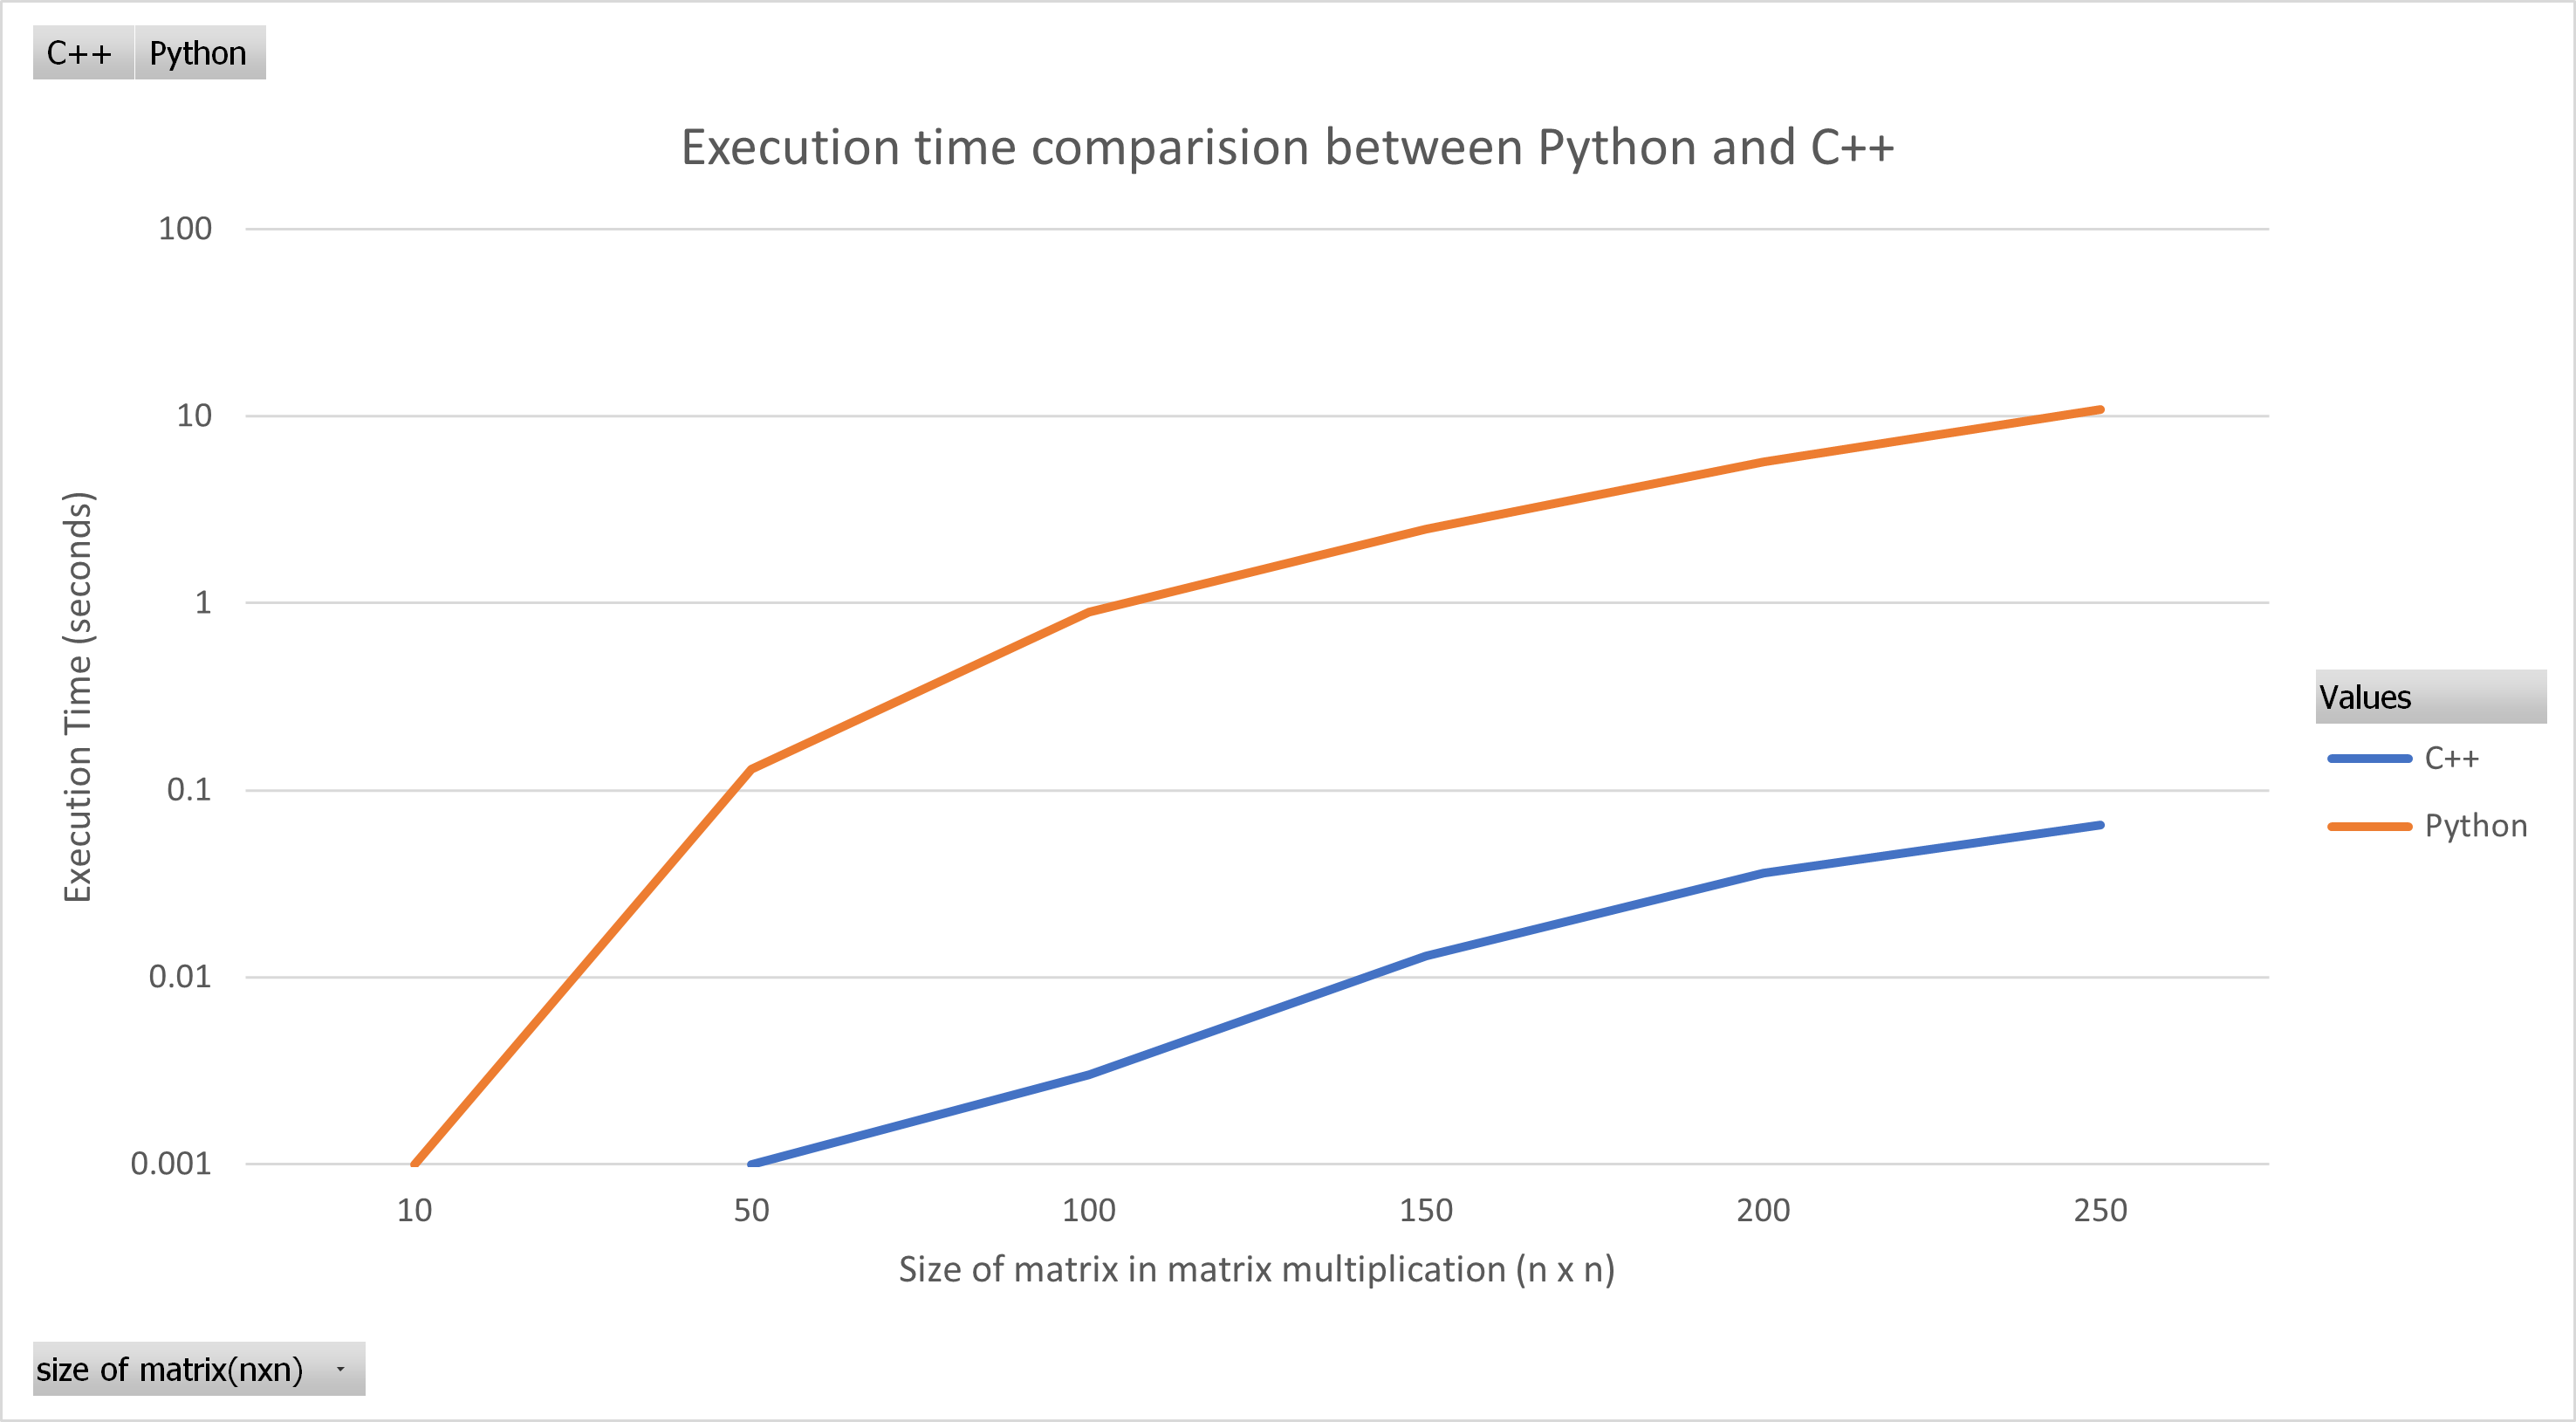 C++ Python
Execution time comparision between Python and C++
100
10
1
0.1
0.01
0.001
Execution Time (seconds)
10 50 100 150 200 250
Size of matrix in matrix multiplication (n x n)
Values
C++
Python
size of matrix(nxn)